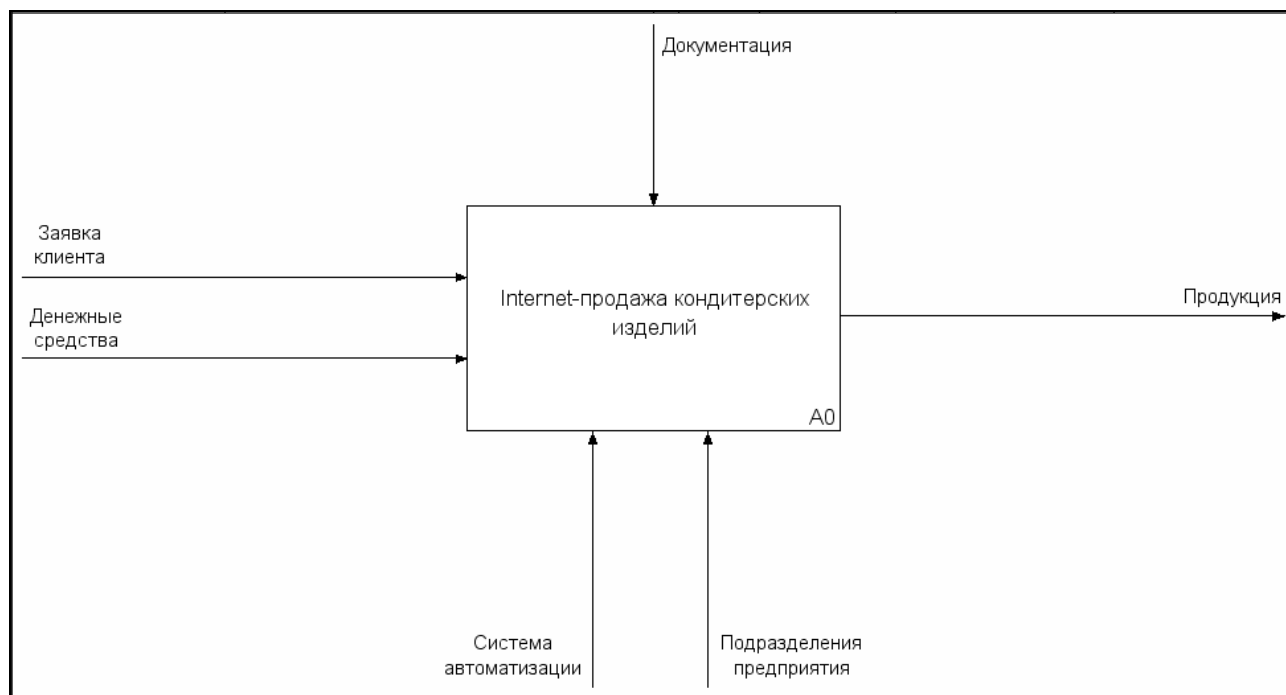 Документация
Заявка
клиента
Денежные
средства
Internet-продажа кондитерских
изделий
A0
Продукция
Система
автоматизации
Подразделения
предприятия